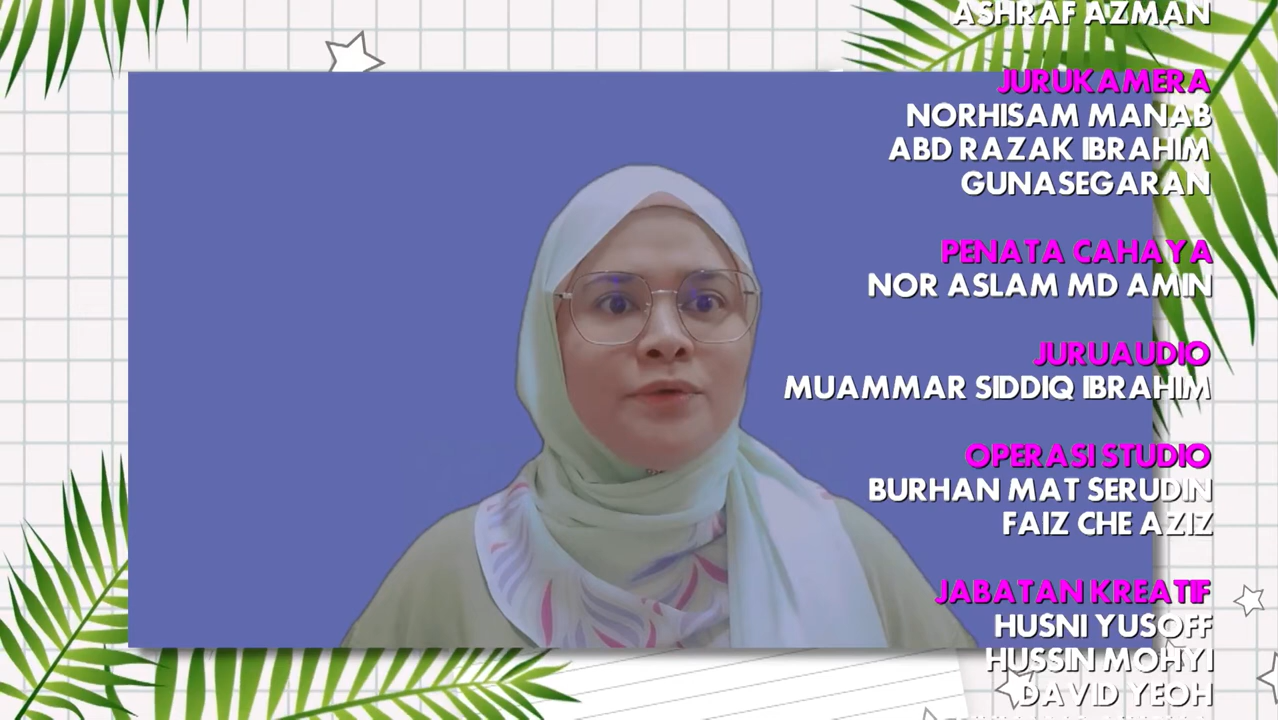 ASHRAF AZMAN
JURUKAMERA
NORHISAM MANAB
ABD RAZAK IBRAHIM
GUNASEGARAN
PENATA CAHAYA
NOR ASLAM MD AMIN
JURUAUDIO
MUAMMAR SIDDIQ IBRAHIM
OPERASI STUDIO
BURHAN MAT SERUDIN
FAIZ CHE AZIZ
JABATAN KREATIF
HUSNI YUSOFF
HUSSIN MOHYI
DAVID YEOH